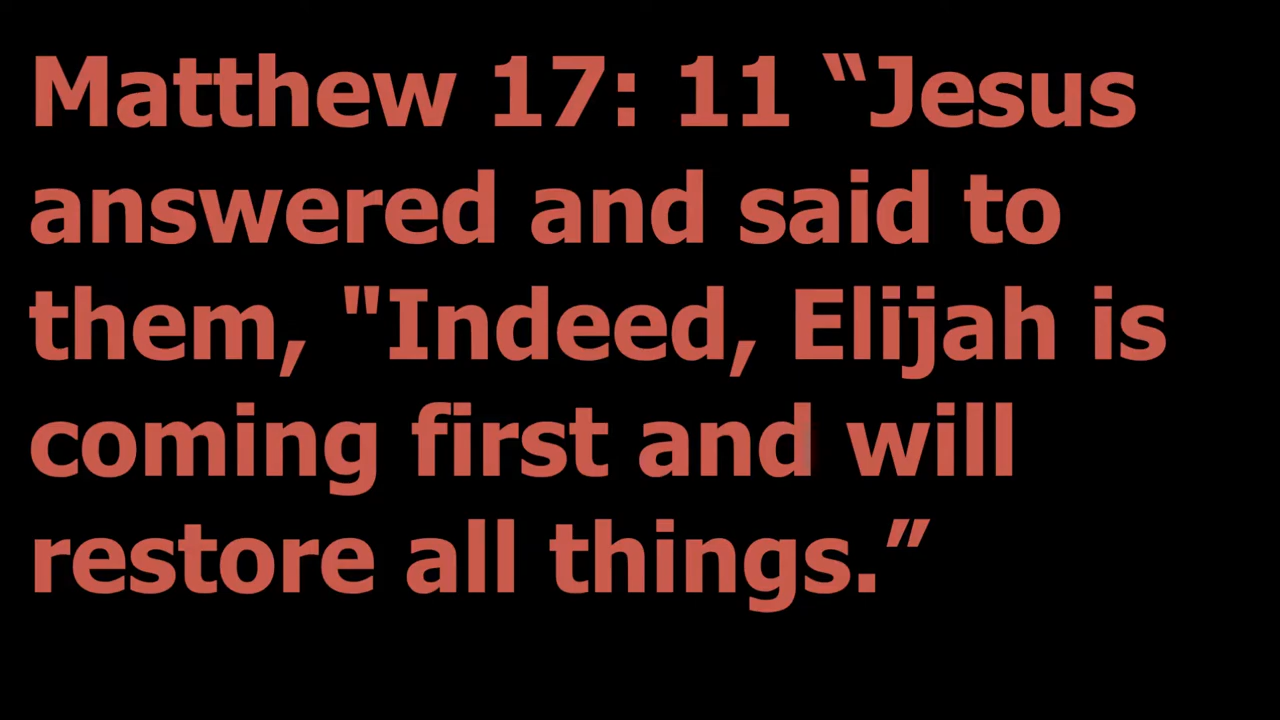 Matthew 17: 11 “Jesus
answered and said to
them, "Indeed, Elijah is
coming first and will
restore all things.”